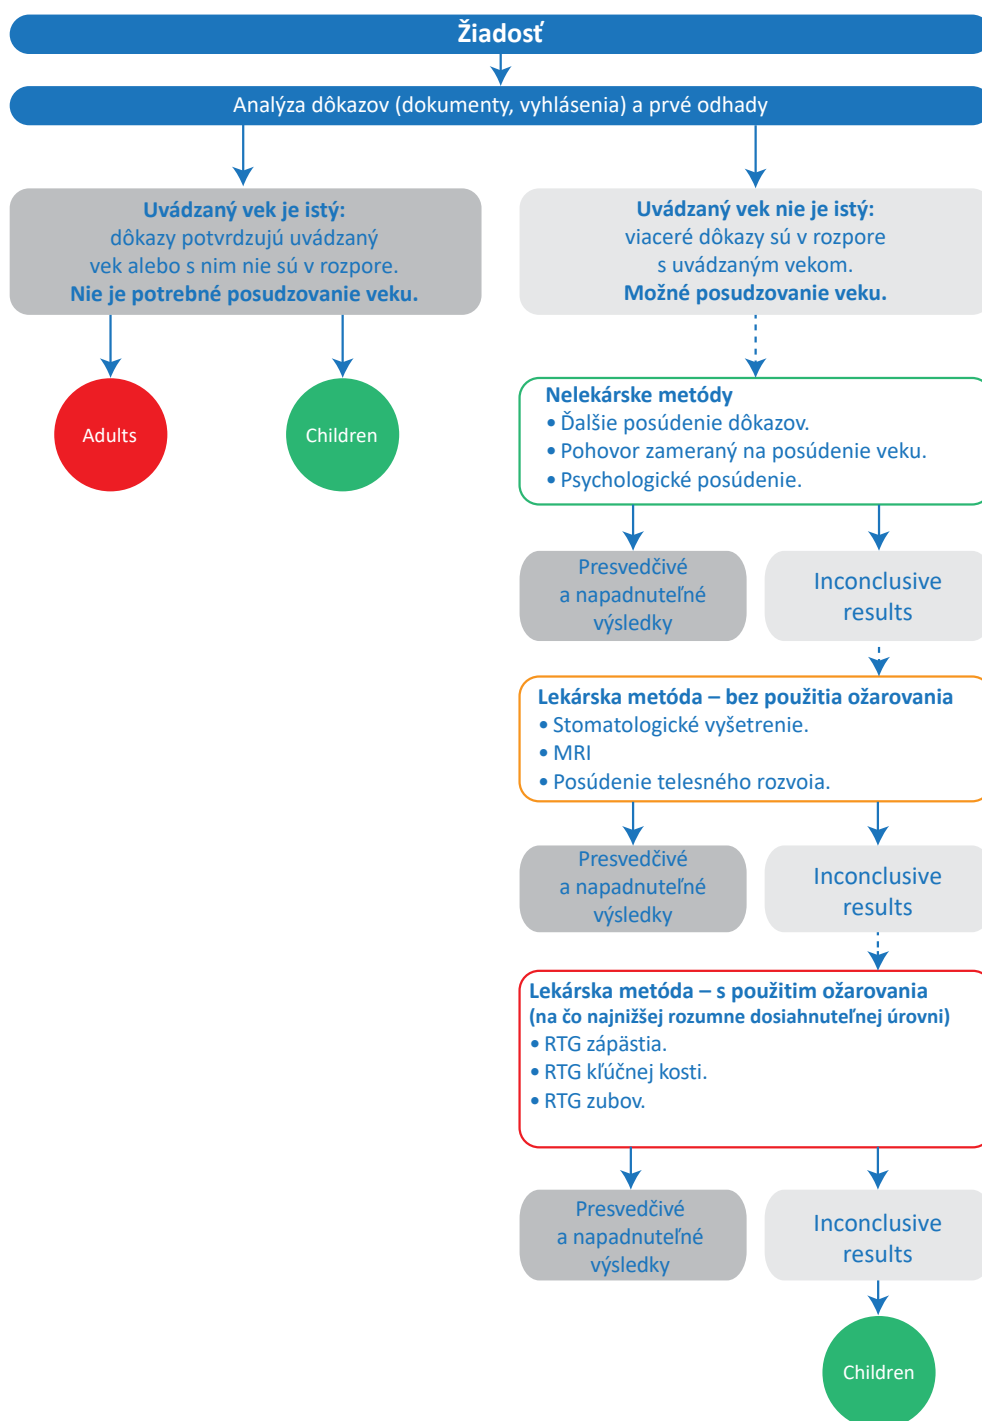 Žiadosť
Analýza dôkazov (dokumenty, vyhlásenia) a prvé odhady
Uvádzaný vek je istý:
dôkazy potvrdzujú uvádzaný
vek alebo s nim nie sú v rozpore.
Nie je potrebné posudzovanie veku.
Uvádzaný vek nie je istý:
viaceré dôkazy sú v rozpore
s uvádzaným vekom.
Možné posudzovanie veku.
Adults
Children
Nelekárske metódy
• Ďalšie posúdenie dôkazov.
• Pohovor zameraný na posúdenie veku.
• Psychologické posúdenie.
Presvedčivé
a napadnuteľné
výsledky
Inconclusive
results
Lekárska metóda – bez použitia ožarovania
• Stomatologické vyšetrenie.
• MRI
• Posúdenie telesného rozvoia.
Presvedčivé
a napadnuteľné
výsledky
Inconclusive
results
Lekárska metóda – s použitim ožarovania
(na čo najnižšej rozumne dosiahnuteľnej úrovni)
• RTG zápästia.
• RTG kľúčnej kosti.
• RTG zubov.
Presvedčivé
a napadnuteľné
výsledky
Inconclusive
results
Children